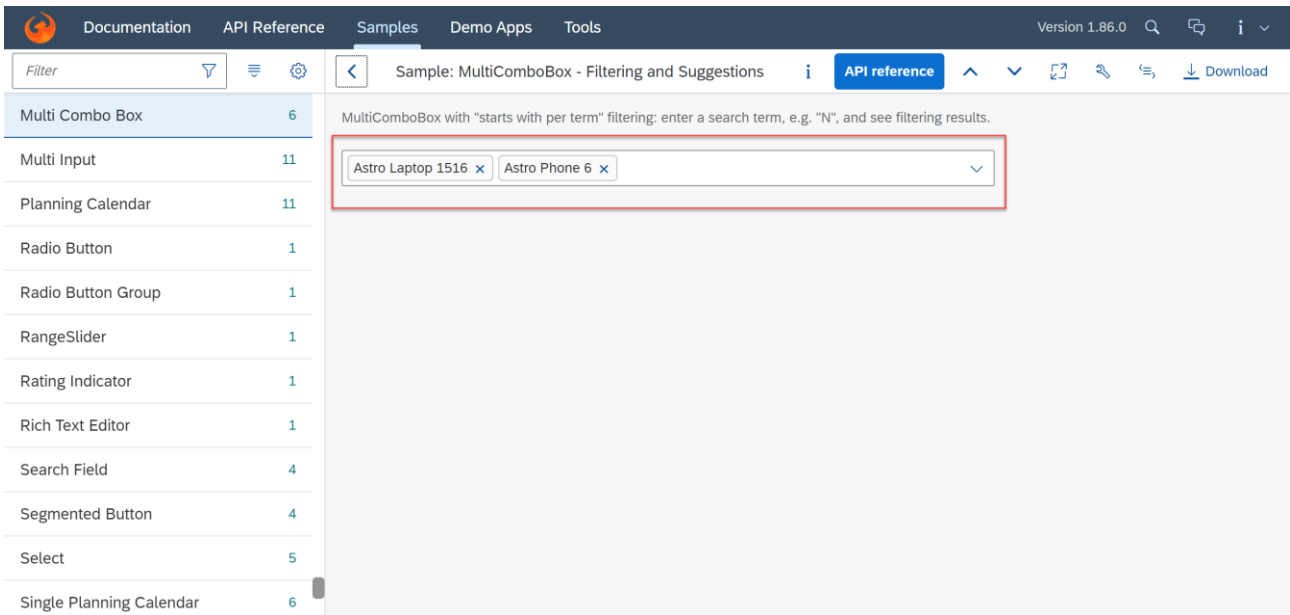 Documentation API Reference Samples Demo Apps Tools Version 1.86.0
Filter
Sample: MultiComboBox - Filtering and Suggestions
API reference
Download
Multi Combo Box 6
Multi Input 11
Planning Calendar 11
Radio Button 1
Radio Button Group 1
RangeSlider 1
Rating Indicator 1
Rich Text Editor 1
Search Field 4
Segmented Button 4
Select 5
Single Planning Calendar 6
MultiComboBox with "starts with per term" filtering: enter a search term, e.g. "N", and see filtering results.
Astro Laptop 1516 Astro Phone 6